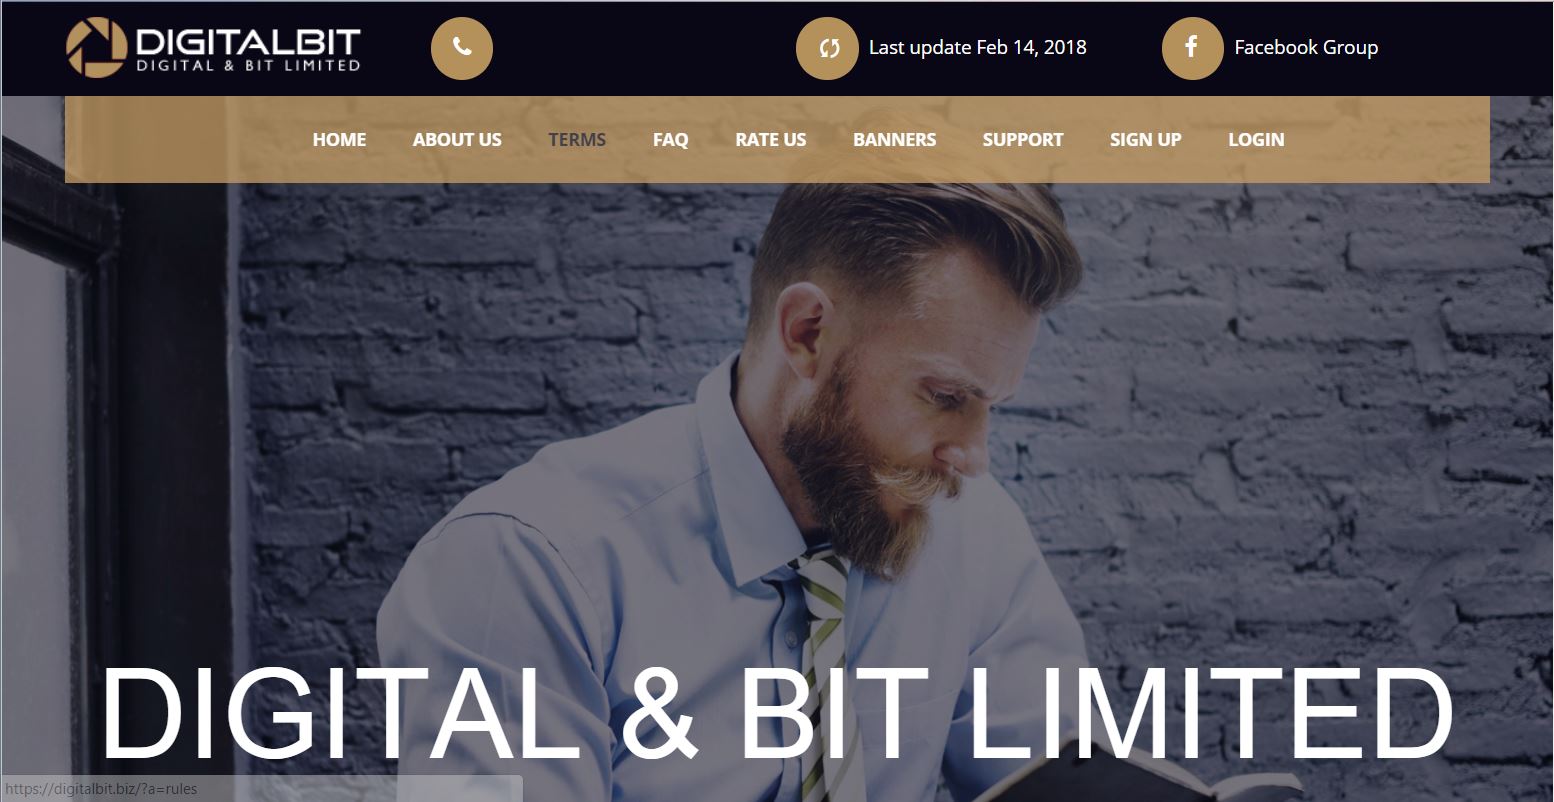 DIGITALBIT
DIGITAL & BIT LIMITED
Last update Feb 14, 2018
Facebook Group
HOME ABOUT US TERMS FAQ RATE US BANNERS SUPPORT SIGN UP LOGIN
DIGITAL & BIT LIMITED
https://digitalbit.biz/?a=rules